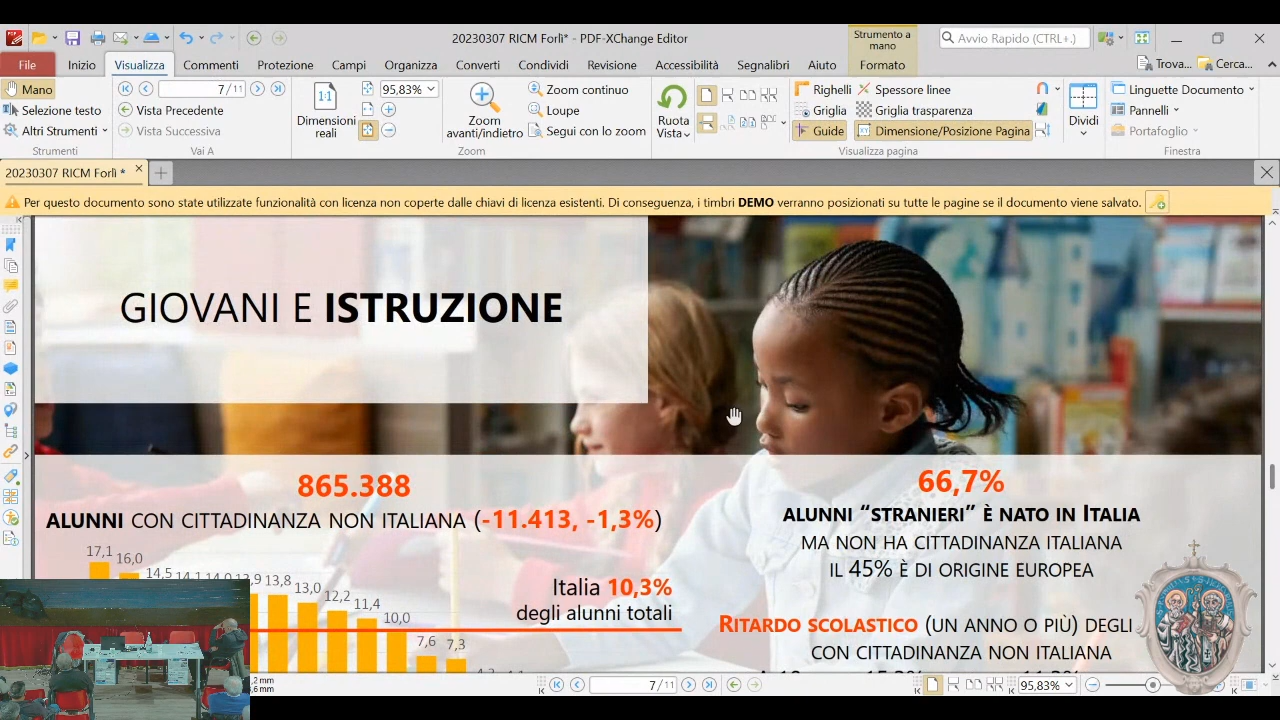 20230307 RICM Forlì* - PDF-XChange Editor
Strumento a mano
Avvio Rapido (CTRL+.)
File Inizio Visualizza Commenti Protezione Campi Organizza Converti Condividi Revisione Accessibilità Segnalibri Aiuto Formato
Trova... Cerca...
Mano
Selezione testo
Altri Strumenti
Strumenti
7 / 11
Vista Precedente
Vista Successiva
Vai A
Dimensioni reali
95,83%
Zoom avanti/indietro
Zoom continuo
Loupe
Segui con lo zoom
Zoom
Ruota Vista
Righelli
Griglia
Guide
Spessore linee
Griglia trasparenza
Dimensione/Posizione Pagina
Visualizza pagina
Dividi
Linguette Documento
Pannelli
Portafoglio
Finestra
20230307 RICM Forlì *
Per questo documento sono state utilizzate funzionalità con licenza non coperte dalle chiavi di licenza esistenti. Di conseguenza, i timbri DEMO verranno posizionati su tutte le pagine se il documento viene salvato.
GIOVANI E ISTRUZIONE
865.388
ALUNNI CON CITTADINANZA NON ITALIANA (-11.413, -1,3%)
17,1 16,0 14,5 14,1 14,0 13,8 13,0 12,2 11,4 10,0 7,6 7,3
Italia 10,3%
degli alunni totali
66,7%
ALUNNI “STRANIERI” È NATO IN ITALIA
MA NON HA CITTADINANZA ITALIANA
IL 45% È DI ORIGINE EUROPEA
RITARDO SCOLASTICO (UN ANNO O PIÙ) DEGLI
CON CITTADINANZA NON ITALIANA
7 / 11
95,83%